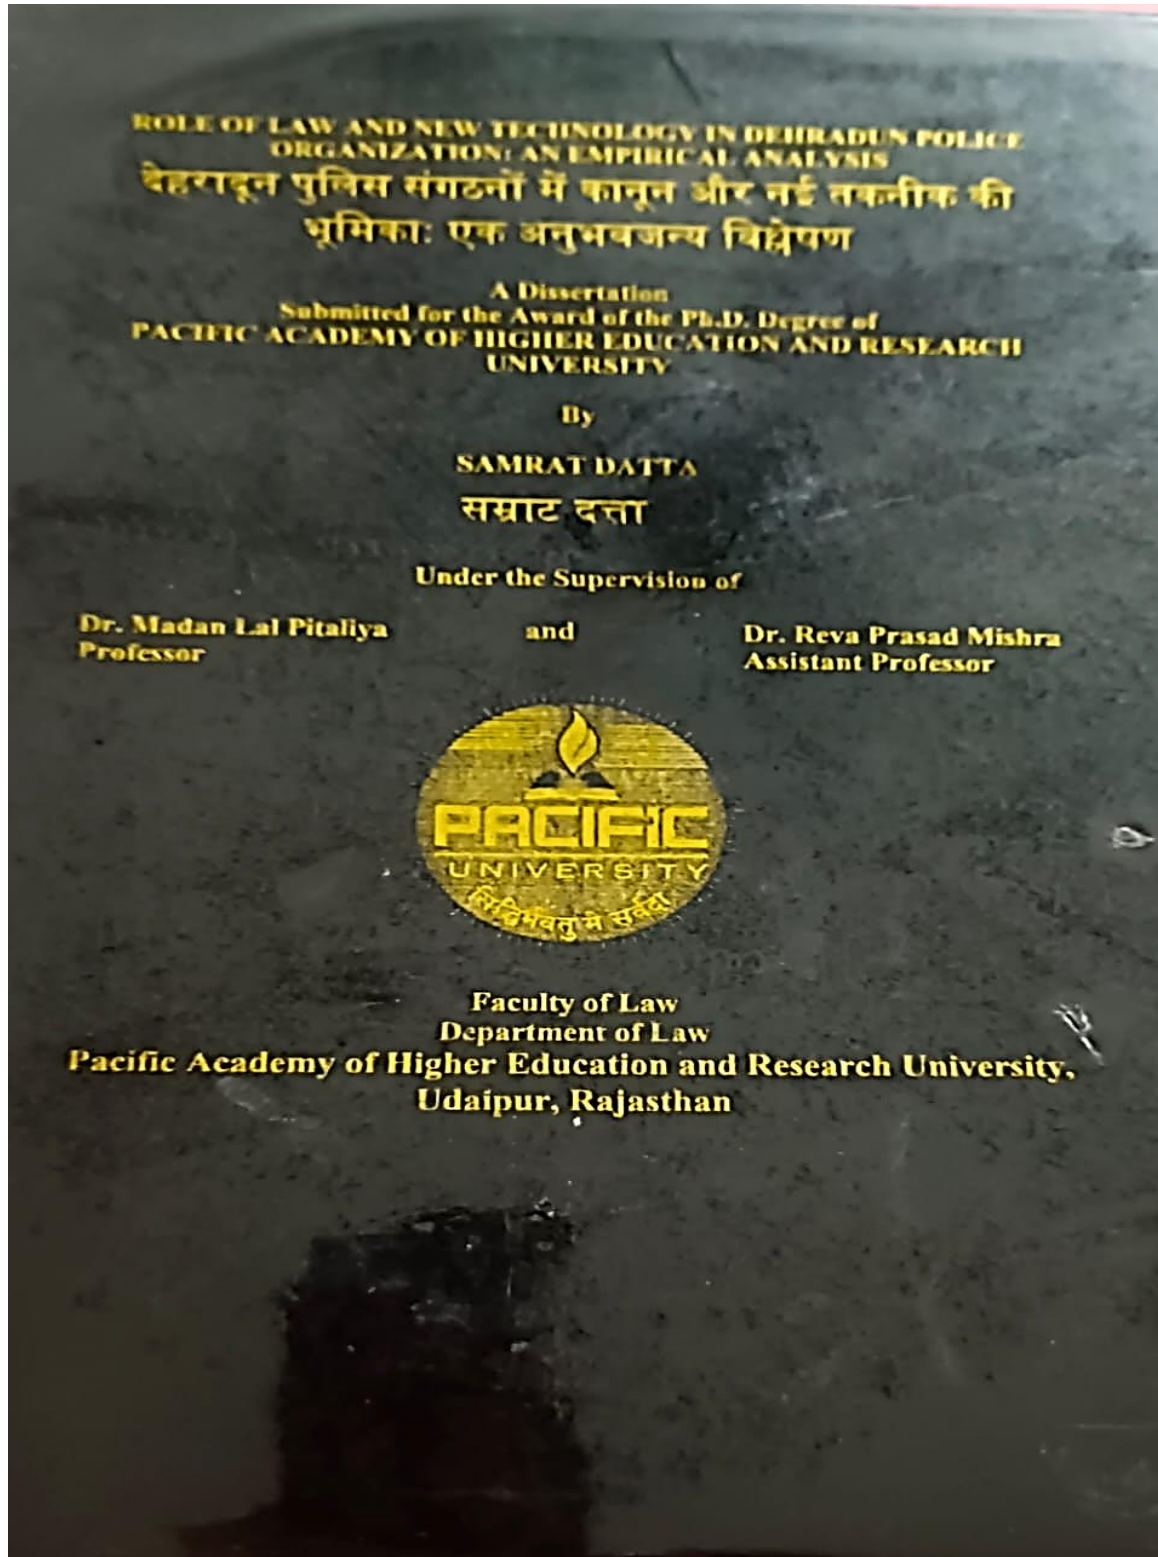 ROLE OF LAW AND NEW TECHNOLOGY IN DEHRADUN POLICE
ORGANIZATION: AN EMPIRICAL ANALYSIS
देहरादून पुलिस संगठनों में कानून और नई तकनीक की
भूमिका: एक अनुभवजन्य विश्लेषण
A Dissertation
Submitted for the Award of the Ph.D. Degree of
PACIFIC ACADEMY OF HIGHER EDUCATION AND RESEARCH
UNIVERSITY
By
SAMRAT DATTA
सम्राट दत्ता
Under the Supervision of
Dr. Madan Lal Pitaliya and Dr. Reva Prasad Mishra
Professor Assistant Professor
PACIFIC
UNIVERSITY
सिद्धिर्भवतु मे सर्वदा
Faculty of Law
Department of Law
Pacific Academy of Higher Education and Research University,
Udaipur, Rajasthan